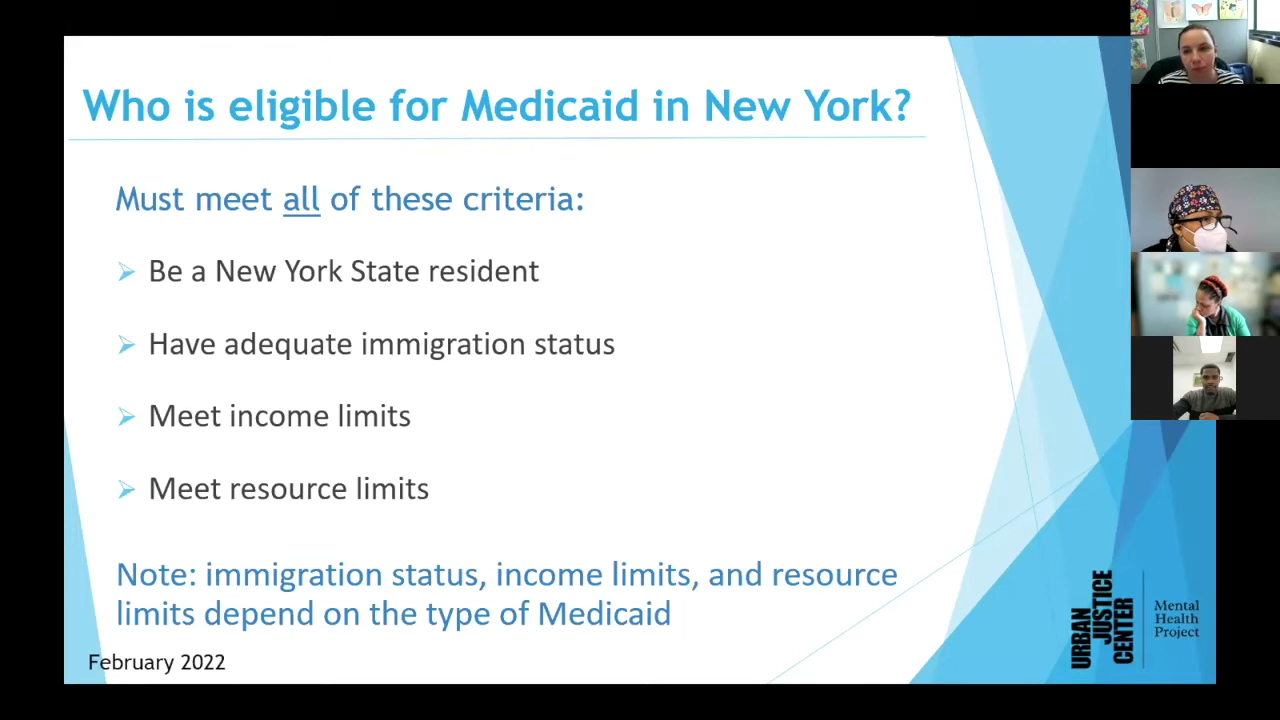 Who is eligible for Medicaid in New York?
Must meet all of these criteria:
Be a New York State resident
Have adequate immigration status
Meet income limits
Meet resource limits
Note: immigration status, income limits, and resource
limits depend on the type of Medicaid
February 2022
URBAN
JUSTICE
CENTER
Mental
Health
Project